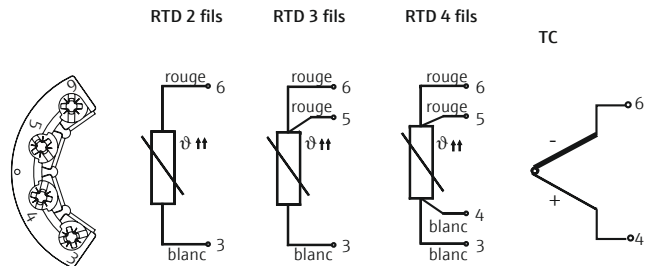 RTD 2 fils
RTD 3 fils
RTD 4 fils
TC
6
5
4
3
rouge 6
ϑ
3
blanc
rouge 6
5
ϑ
3
blanc
rouge 6
rouge 5
ϑ
4
blanc
3
blanc
6
-
+
4